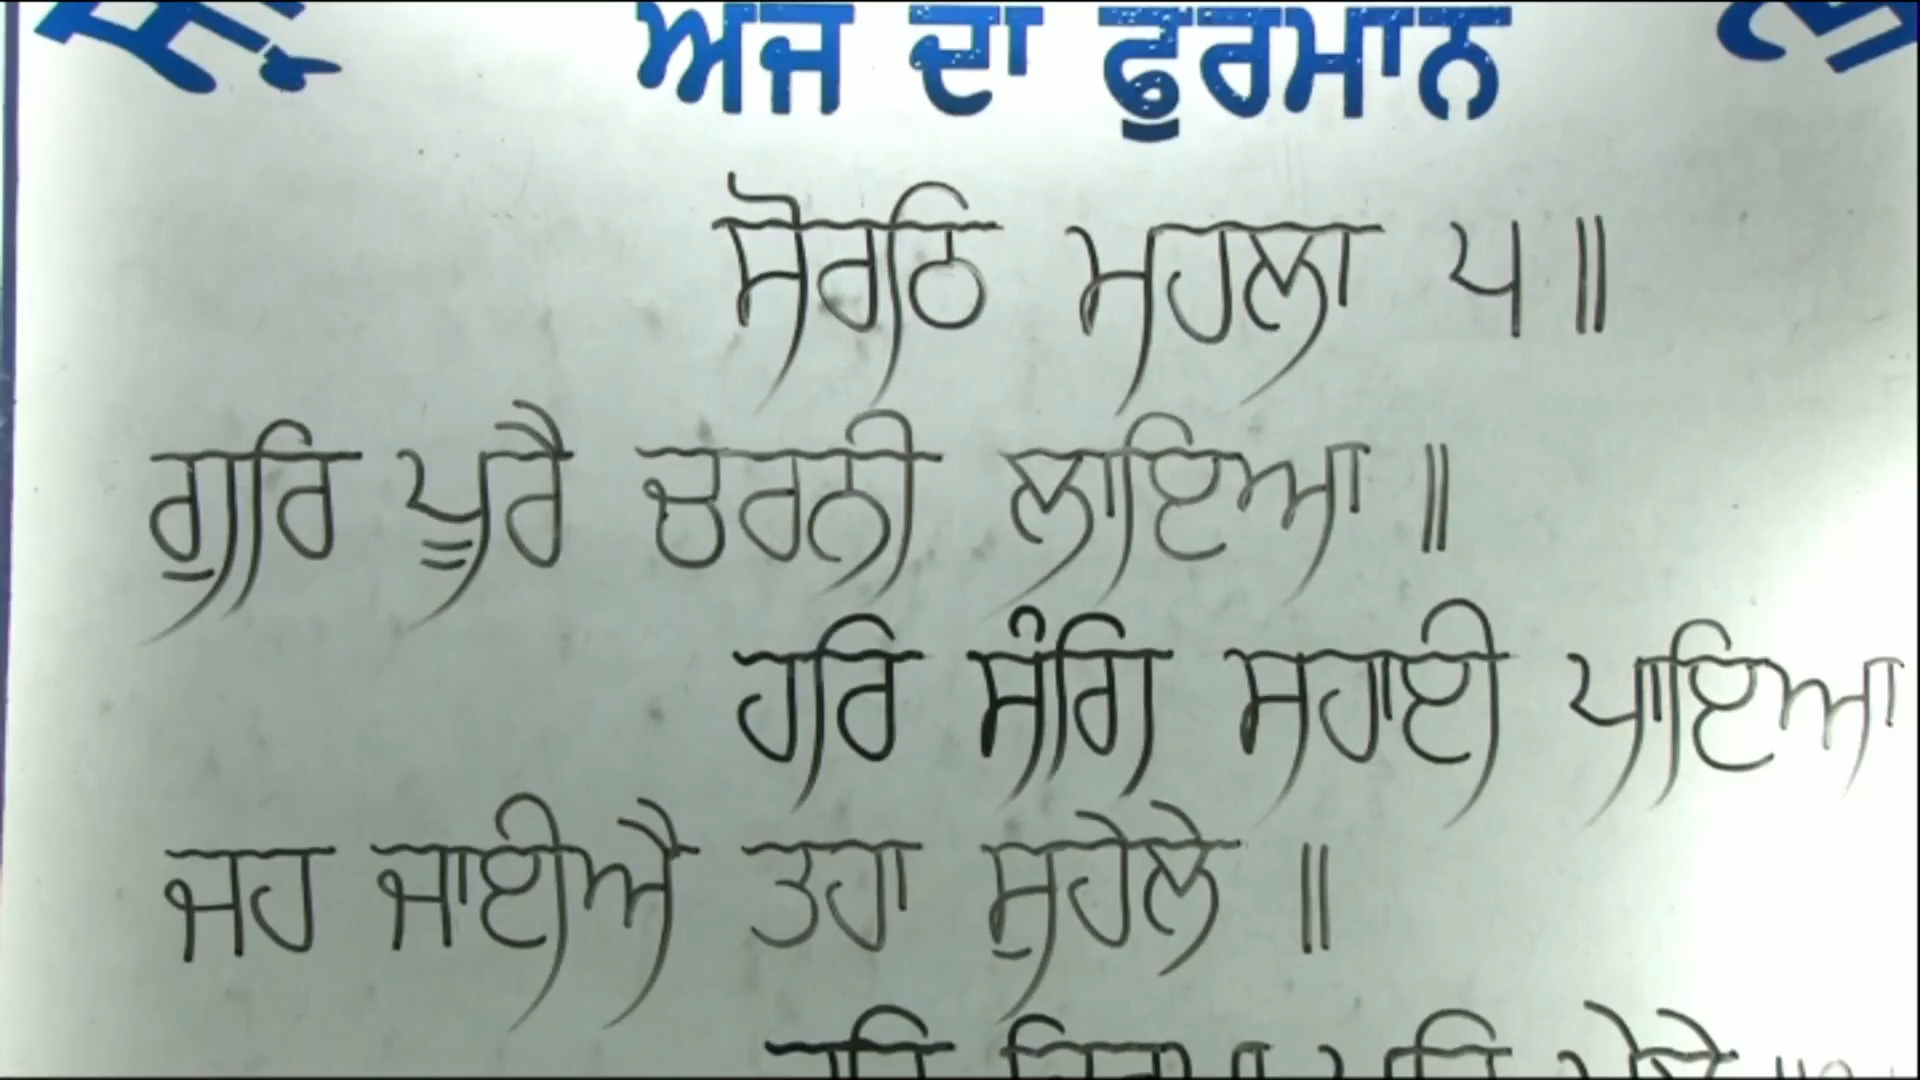 ਅਜ ਦਾ ਫੁਰਮਾਨ
ਸੋਰਠਿ ਮਹਲਾ ੫ ॥
ਗੁਰਿ ਪੂਰੈ ਚਰਨੀ ਲਾਇਆ ॥
ਹਰਿ ਸੰਗਿ ਸਹਾਈ ਪਾਇਆ
ਜਹ ਜਾਈਐ ਤਹਾ ਸੁਹੇਲੇ ॥